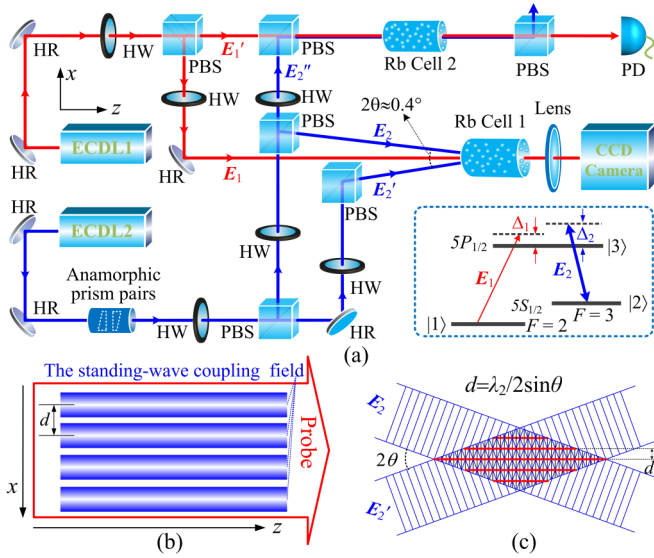 HR
HW
E₁'
PBS
E₂''
PBS
Rb Cell 2
PBS
PD
x
z
HW
HW
2θ≈0.4°
Rb Cell 1
Lens
ECDL1
HR
HR
E₁
PBS
E₂
E₂'
CCD
Camera
HR
ECDL2
PBS
Anamorphic
prism pairs
HW
HW
HR
HW
PBS
HR
5P1/2
Δ₁
Δ₂
|3⟩
E₁
E₂
5S1/2
|2⟩
|1⟩
F = 2
F = 3
(a)
The standing-wave coupling field
d
x
z
Probe
(b)
d=λ₂/2sinθ
E₂
2θ
E₂'
d
(c)